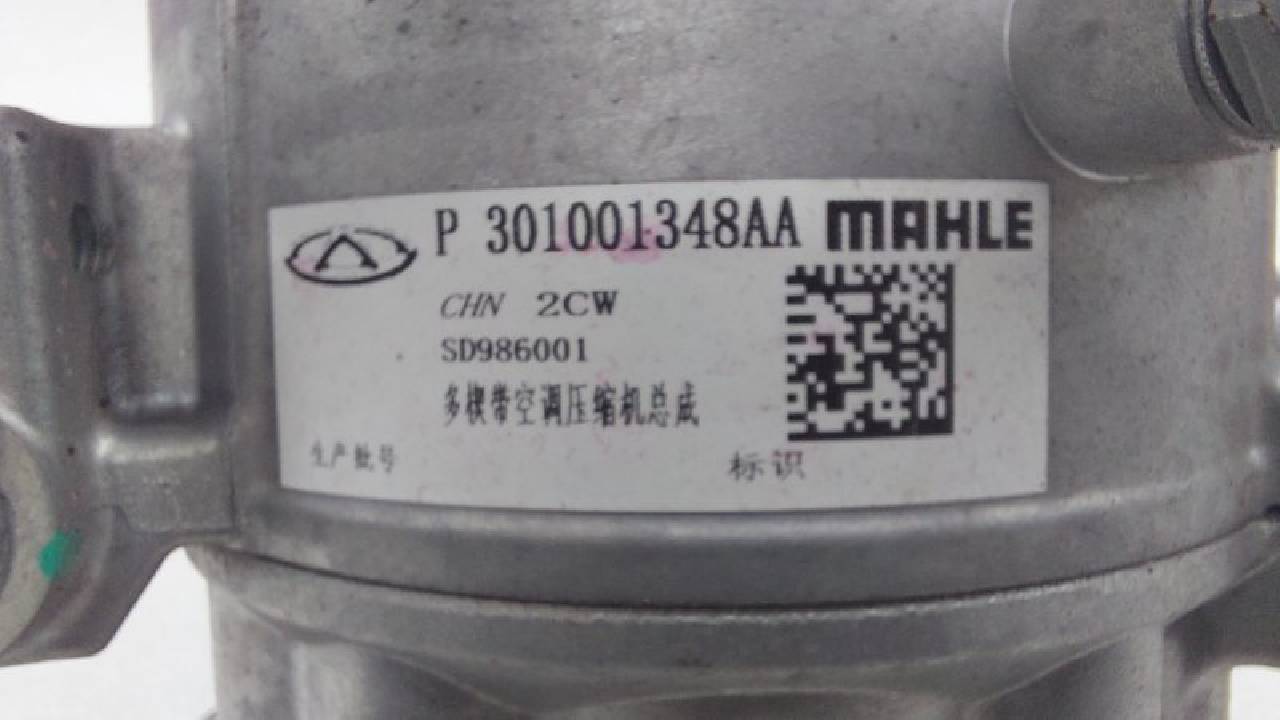 P 301001348AA MAHLE
CHN 2CW
SD986001
多楔带空调压缩机总成
生产批号 标识